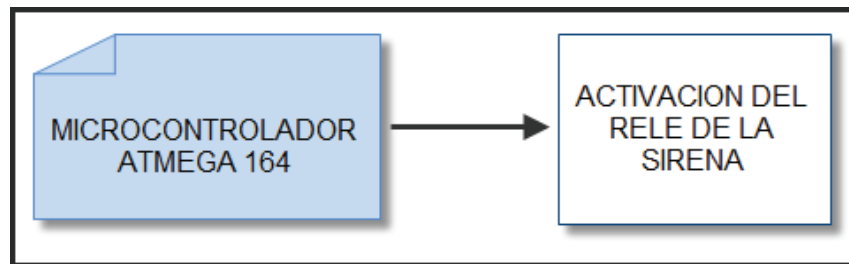 MICROCONTROLADOR
ATMEGA 164
ACTIVACION DEL
RELE DE LA
SIRENA